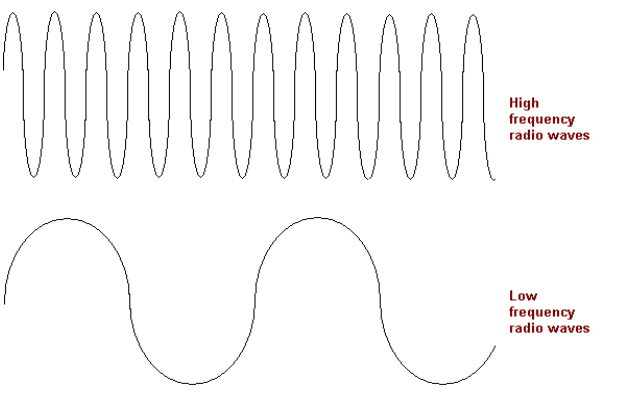 High
frequency
radio waves
Low
frequency
radio waves